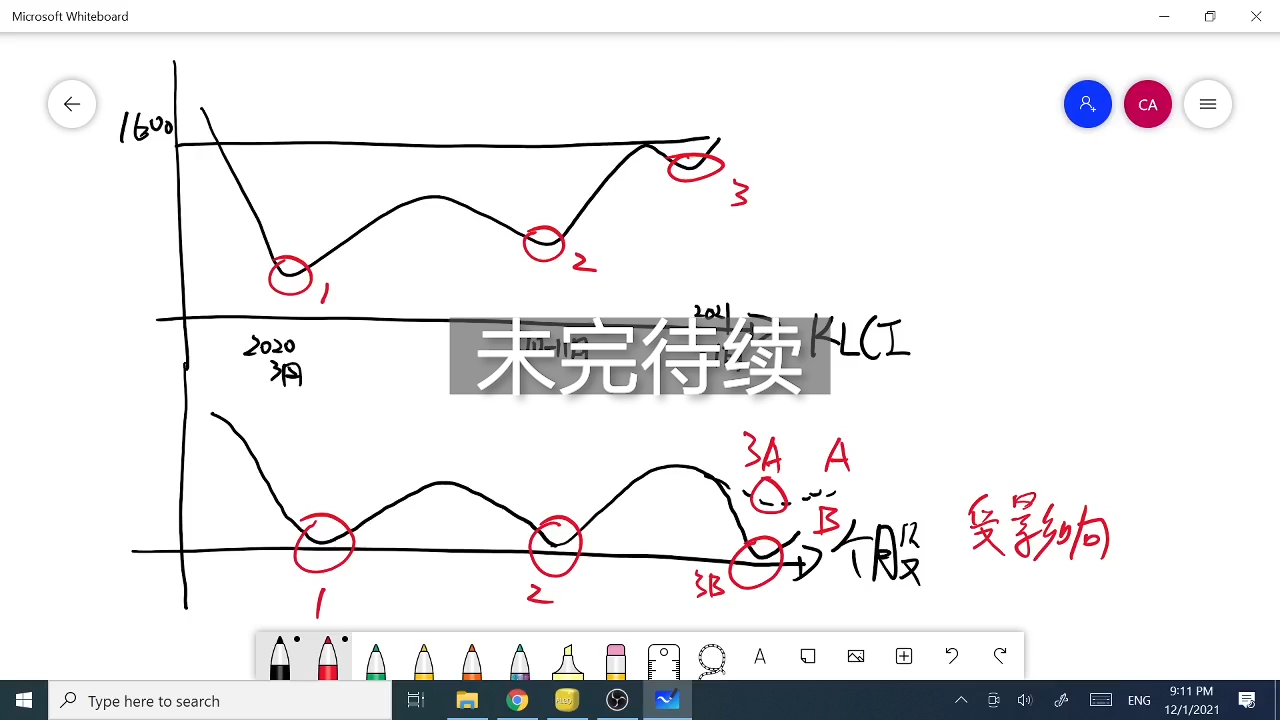 Microsoft Whiteboard
CA
1600
1
2
3
2021
KLCI
2020
3月
未完待续
3A
A
B
个股
受影向
3B
1
2
A
Type here to search
ENG
9:11 PM
12/1/2021